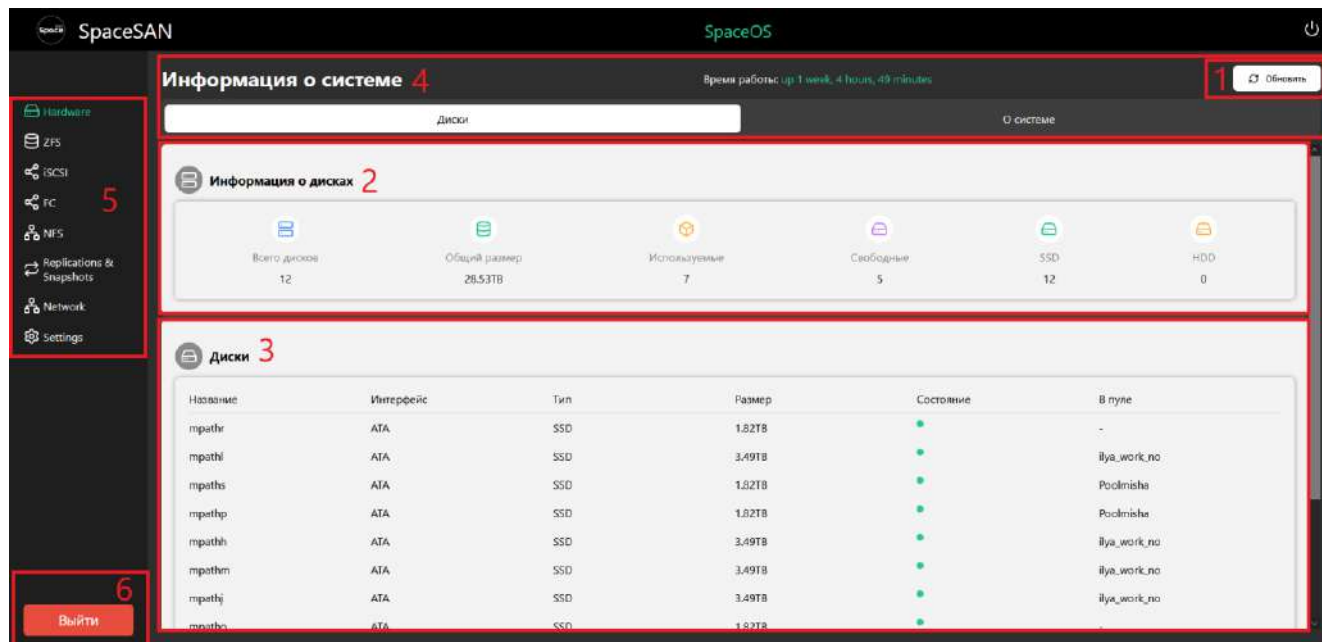 Space SpaceSAN SpaceOS
Информация о системе 4 Время работы: up 1 week, 4 hours, 49 minutes 1 Обновить
Диски О системе
Hardware
ZFS
iSCSI
5
FC
NFS
Replications &
Snapshots
Network
Settings
Информация о дисках 2
Всего дисков Общий размер Используемые Свободные SSD HDD
12 28.53TB 7 5 12 0
Диски 3
Название Интерфейс Тип Размер Состояние В пуле
mpathr ATA SSD 1.82TB -
mpathl ATA SSD 3.49TB ilya_work_no
mpaths ATA SSD 1.82TB Poolmisha
mpathp ATA SSD 1.82TB Poolmisha
mpathh ATA SSD 3.49TB ilya_work_no
mpathm ATA SSD 3.49TB ilya_work_no
mpathj ATA SSD 3.49TB ilya_work_no
ATA SSD 1.82TB -
6
Выйти